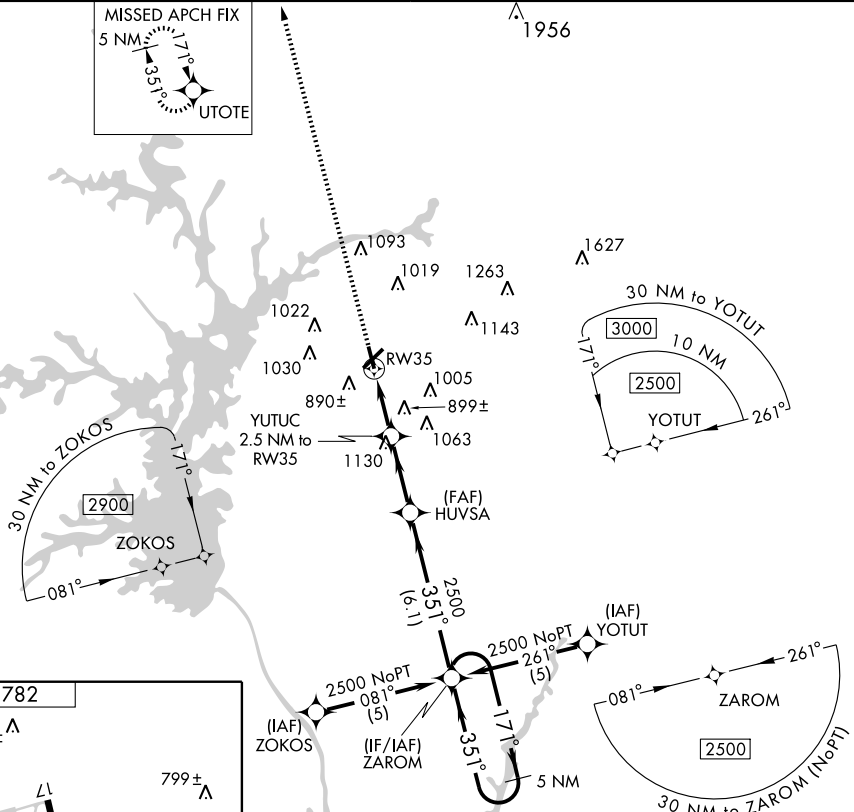 MISSED APCH FIX
5 NM
171°
351°
UTOTE
1956
1093
1627
1019
1263
30 NM to YOTUT
3000
1022
1143
10 NM
1030
RW35
171°
2500
890±
1005
899±
YOTUT
261°
YUTUC
2.5 NM to
RW35
1063
1130
30 NM to ZOKOS
171°
2900
(FAF)
HUVSA
ZOKOS
081°
2500
351°
(6.1)
(IAF)
YOTUT
2500 NoPT
261°
(5)
2500 NoPT
081°
(5)
(IAF)
ZOKOS
(IF/IAF)
ZAROM
351°
171°
5 NM
081°
261°
ZAROM
2500
30 NM to ZAROM (NoPT)
782
799±
17